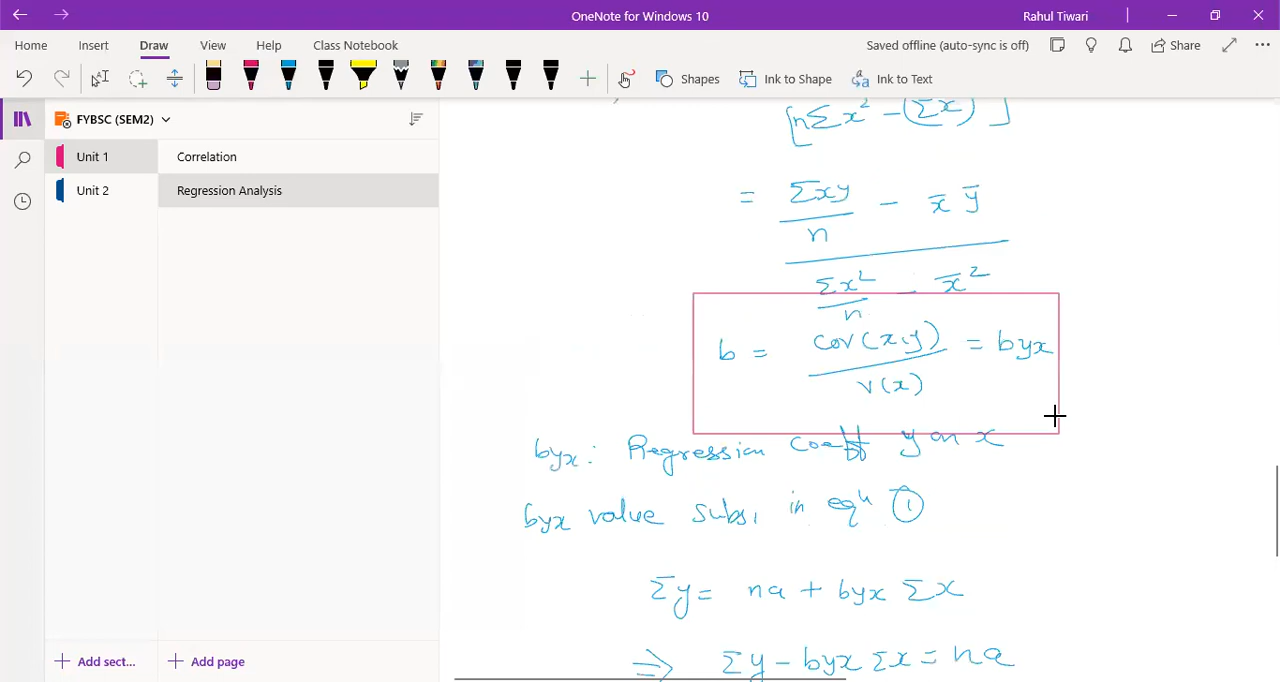 OneNote for Windows 10
Rahul Tiwari
Home Insert Draw View Help Class Notebook
Saved offline (auto-sync is off) Share
Shapes Ink to Shape Ink to Text
FYBSC (SEM2)
Unit 1
Unit 2
Correlation
Regression Analysis
[nΣx² - (Σx)]
= Σxy/n - x̄ ȳ
Σx²/n - x̄²
b = cov(x,y)/v(x) = byx
byx: Regression coeff y on x
byx value subs. in eqⁿ ①
Σy = na + byx Σx
⇒ Σy - byx Σx = na
Add sect...
Add page